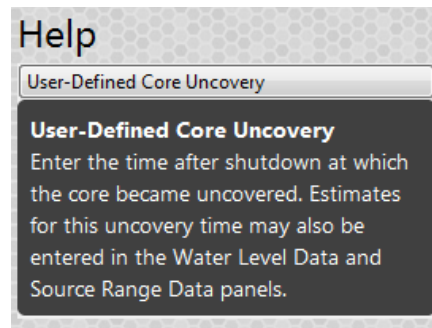 Help
User-Defined Core Uncovery
User-Defined Core Uncovery
Enter the time after shutdown at which
the core became uncovered. Estimates
for this uncovery time may also be
entered in the Water Level Data and
Source Range Data panels.